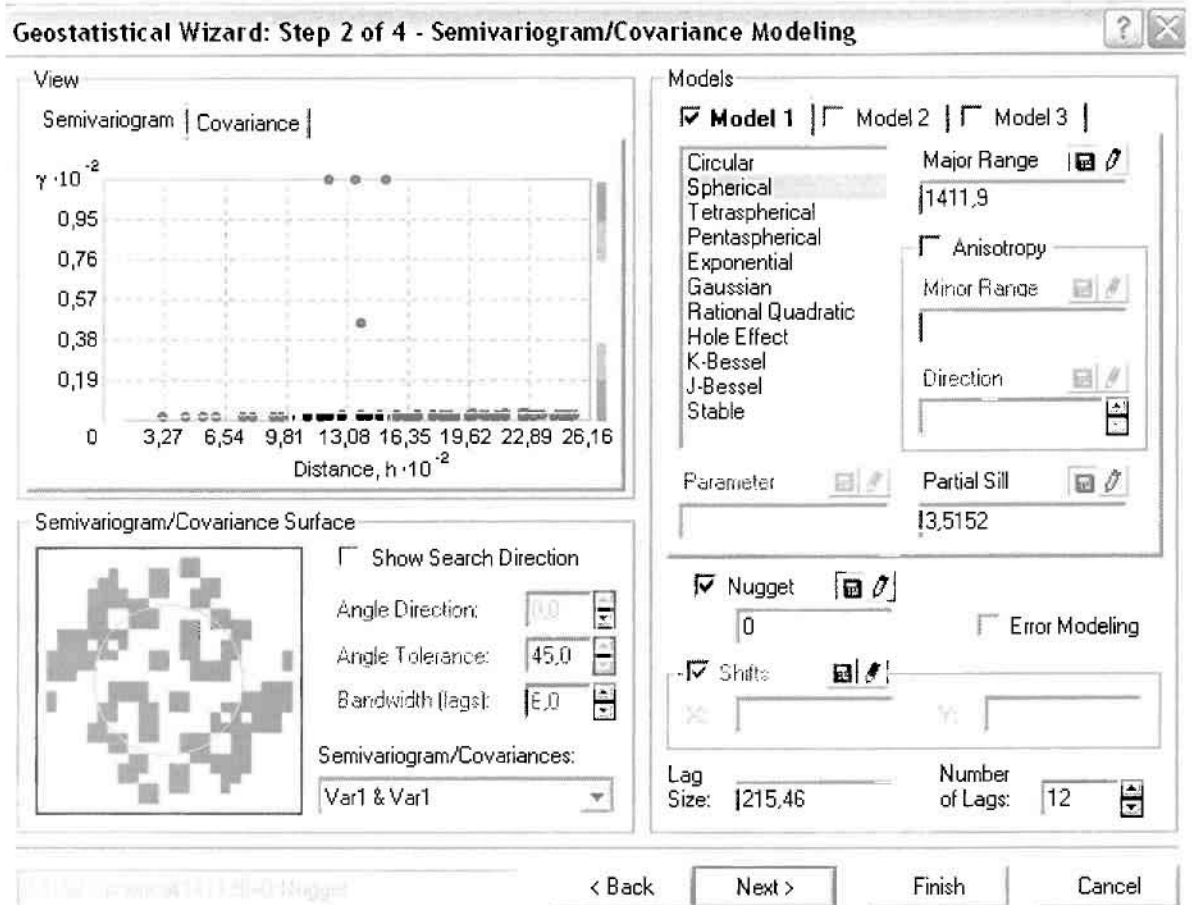 Geostatistical Wizard: Step 2 of 4 - Semivariogram/Covariance Modeling
View
Semivariogram
Covariance
γ·10 -2
0,95
0,76
0,57
0,38
0,19
0 3,27 6,54 9,81 13,08 16,35 19,62 22,89 26,16
Distance, h·10 -2
Semivariogram/Covariance Surface
Show Search Direction
Angle Direction: 0,0
Angle Tolerance: 45,0
Bandwidth (lags): 6,0
Semivariogram/Covariances:
Var1 & Var1
Models
Model 1
Model 2
Model 3
Circular
Spherical
Tetraspherical
Pentaspherical
Exponential
Gaussian
Rational Quadratic
Hole Effect
K-Bessel
J-Bessel
Stable
Major Range
1411,9
Anisotropy
Minor Range
Direction
Parameter
Partial Sill
3,5152
Nugget
0
Error Modeling
Shifts
X:
Y:
Lag
Size: 215,46
Number
of Lags: 12
Nugget
< Back
Next >
Finish
Cancel